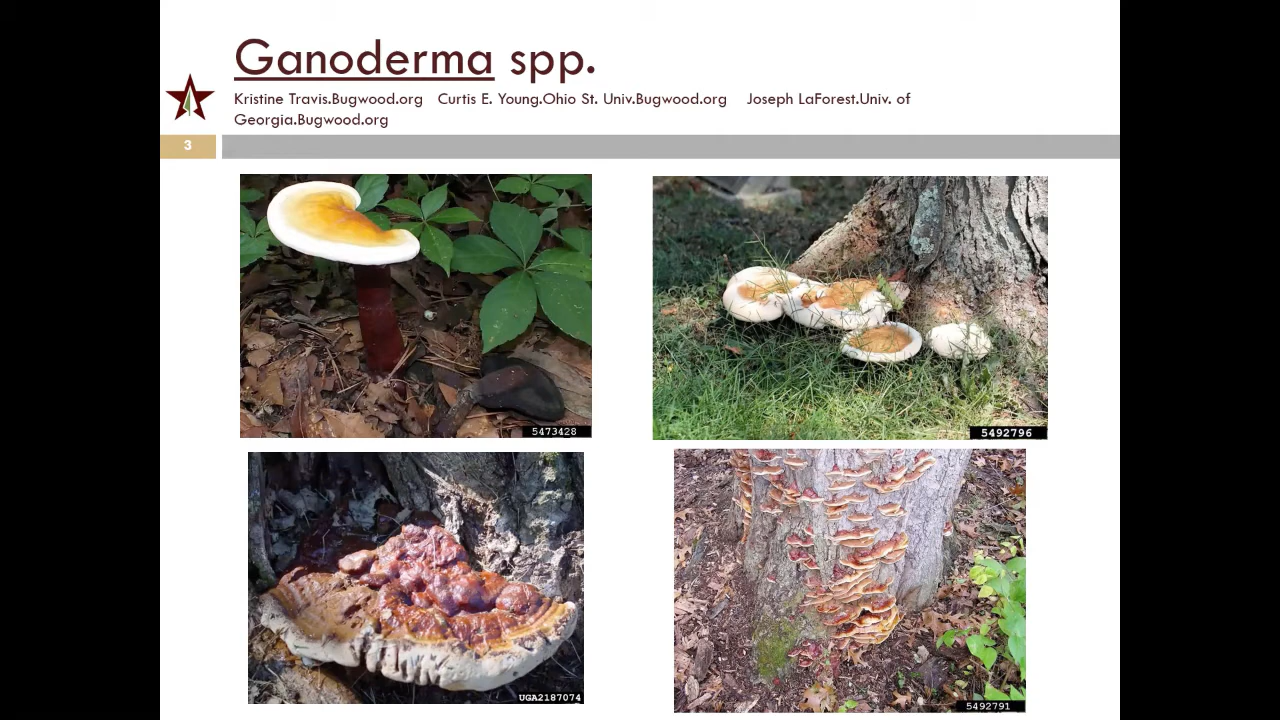 Ganoderma spp.
Kristine Travis.Bugwood.org Curtis E. Young.Ohio St. Univ.Bugwood.org Joseph LaForest.Univ. of
Georgia.Bugwood.org
3
5473428
5492796
UGA2187074
5492791